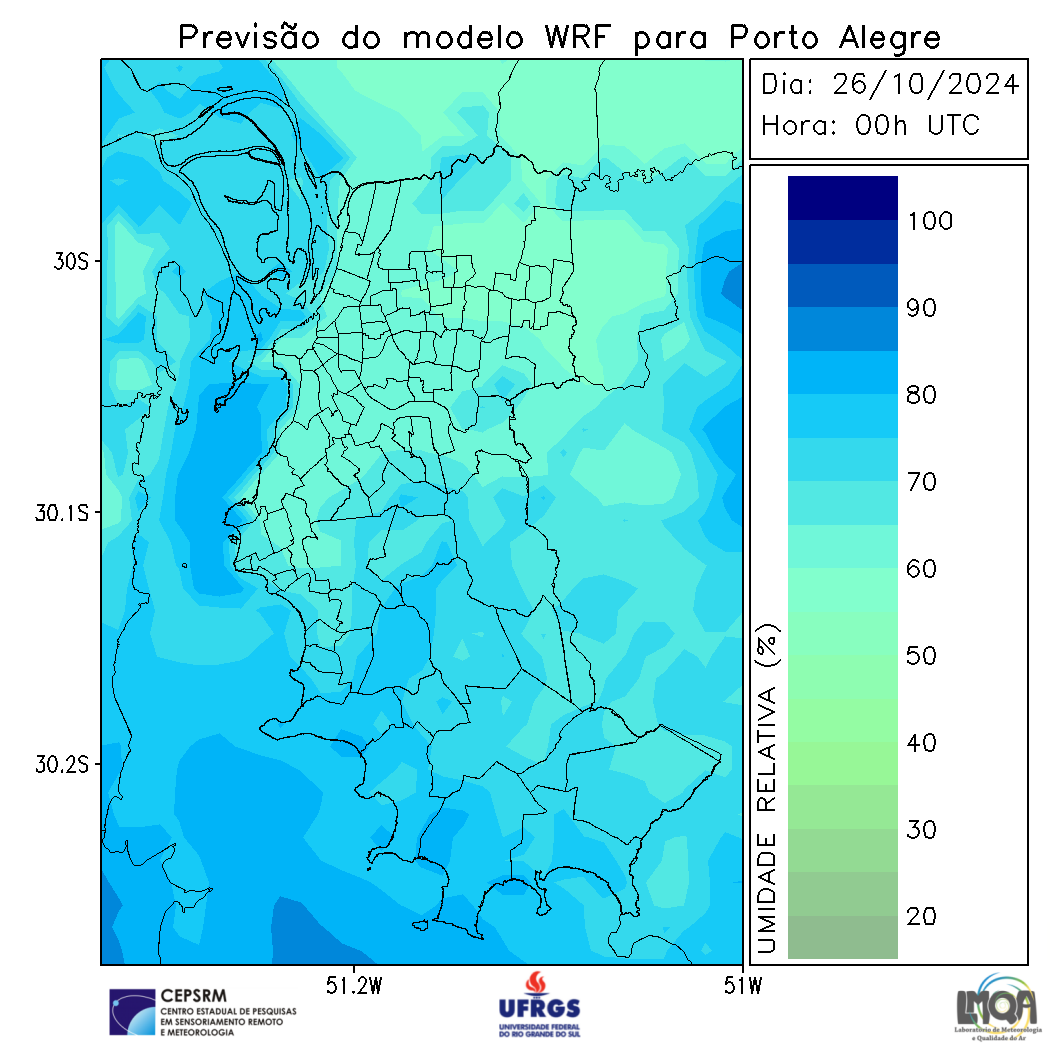 Previsão do modelo WRF para Porto Alegre
Dia: 26/10/2024
Hora: 00h UTC
30S
30.1S
30.2S
51.2W
51W
100
90
80
70
60
50
40
30
20
UMIDADE RELATIVA (%)
CEPSRM
CENTRO ESTADUAL DE PESQUISAS
EM SENSORIAMENTO REMOTO
E METEOROLOGIA
UFRGS
UNIVERSIDADE FEDERAL
DO RIO GRANDE DO SUL
LMQA
Laboratório de Meteorologia
e Qualidade do Ar